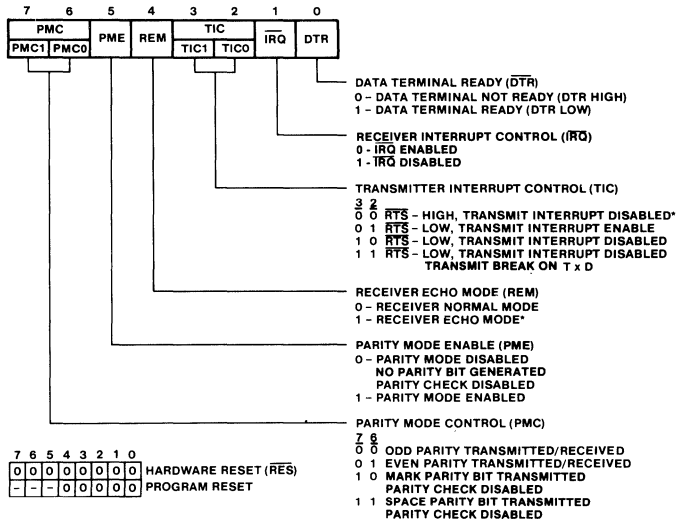 7 6 5 4 3 2 1 0
PMC PME REM TIC IRQ DTR
PMC1 PMC0 TIC1 TIC0
DATA TERMINAL READY (DTR)
0 – DATA TERMINAL NOT READY (DTR HIGH)
1 – DATA TERMINAL READY (DTR LOW)
RECEIVER INTERRUPT CONTROL (IRQ)
0 - IRQ ENABLED
1 - IRQ DISABLED
TRANSMITTER INTERRUPT CONTROL (TIC)
3 2
0 0 RTS – HIGH, TRANSMIT INTERRUPT DISABLED*
0 1 RTS – LOW, TRANSMIT INTERRUPT ENABLE
1 0 RTS – LOW, TRANSMIT INTERRUPT DISABLED
1 1 RTS – LOW, TRANSMIT INTERRUPT DISABLED
TRANSMIT BREAK ON T x D
RECEIVER ECHO MODE (REM)
0 – RECEIVER NORMAL MODE
1 – RECEIVER ECHO MODE*
PARITY MODE ENABLE (PME)
0 – PARITY MODE DISABLED
NO PARITY BIT GENERATED
PARITY CHECK DISABLED
1 – PARITY MODE ENABLED
PARITY MODE CONTROL (PMC)
7 6
0 0 ODD PARITY TRANSMITTED/RECEIVED
0 1 EVEN PARITY TRANSMITTED/RECEIVED
1 0 MARK PARITY BIT TRANSMITTED
PARITY CHECK DISABLED
1 1 SPACE PARITY BIT TRANSMITTED
PARITY CHECK DISABLED
7 6 5 4 3 2 1 0
0 0 0 0 0 0 0 0 HARDWARE RESET (RES)
– – – 0 0 0 0 0 PROGRAM RESET